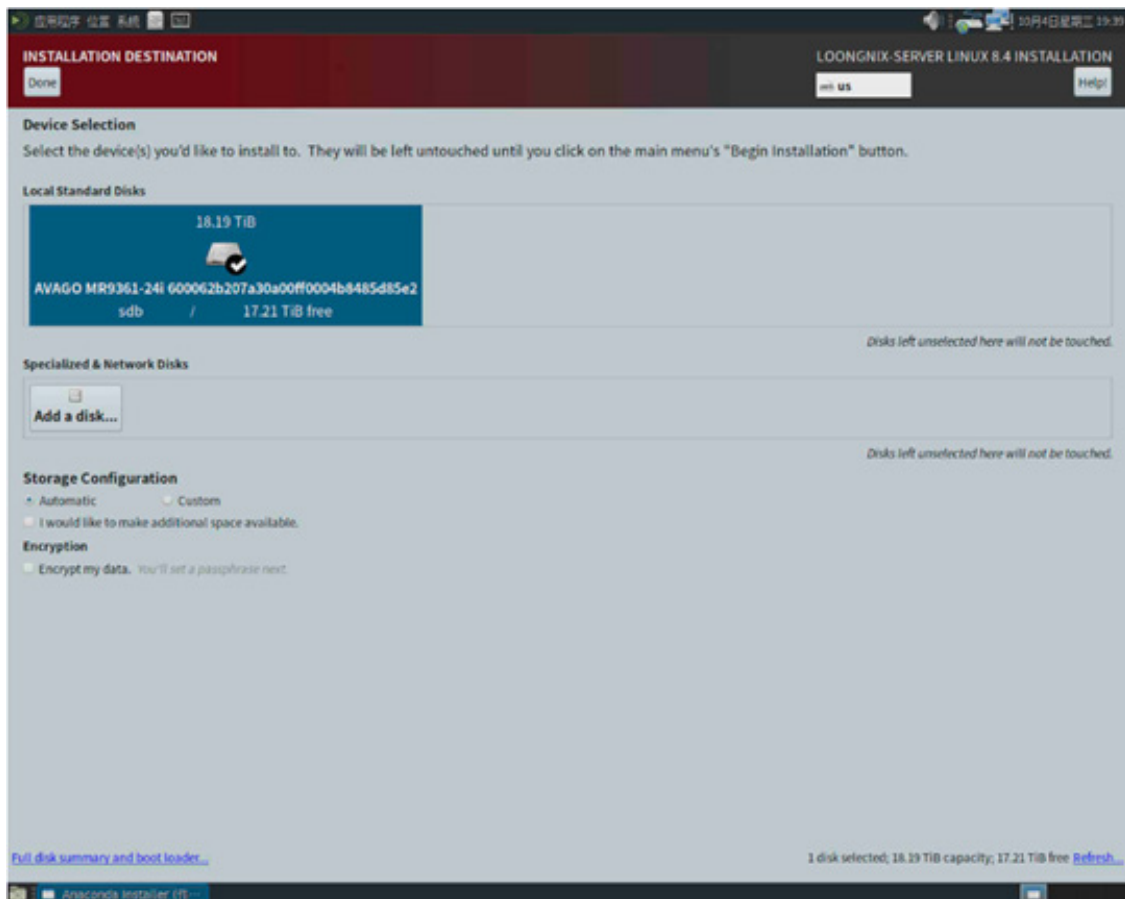 应用程序 位置 系统 10月4日星期二 19:39
INSTALLATION DESTINATION
LOONGNIX-SERVER LINUX 8.4 INSTALLATION
Done
us
Help!
Device Selection
Select the device(s) you'd like to install to. They will be left untouched until you click on the main menu's "Begin Installation" button.
Local Standard Disks
18.19 TiB
AVAGO MR9361-24i 600062b207a30a00ff0004b8485d85e2
sdb / 17.21 TiB free
Disks left unselected here will not be touched.
Specialized & Network Disks
Add a disk...
Disks left unselected here will not be touched.
Storage Configuration
Automatic Custom
I would like to make additional space available.
Encryption
Encrypt my data. You'll set a passphrase next.
Full disk summary and boot loader...
1 disk selected; 18.19 TiB capacity; 17.21 TiB free Refresh...
Anaconda Installer